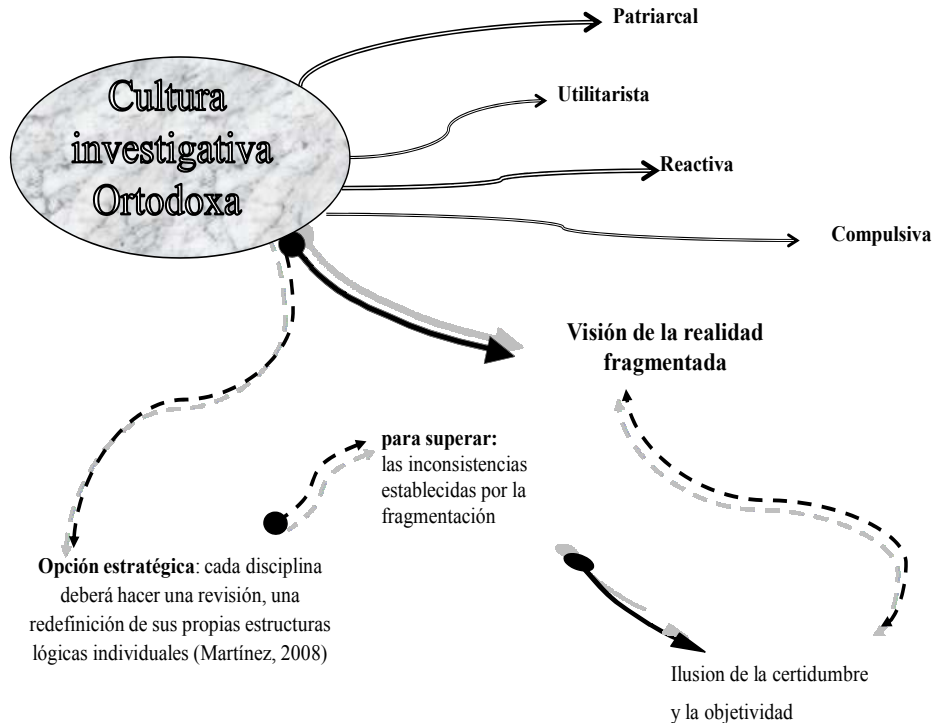 Cultura
investigativa
Ortodoxa
Patriarcal
Utilitarista
Reactiva
Compulsiva
Visión de la realidad
fragmentada
para superar:
las inconsistencias
establecidas por la
fragmentación
Opción estratégica: cada disciplina
deberá hacer una revisión, una
redefinición de sus propias estructuras
lógicas individuales (Martínez, 2008)
Ilusion de la certidumbre
y la objetividad